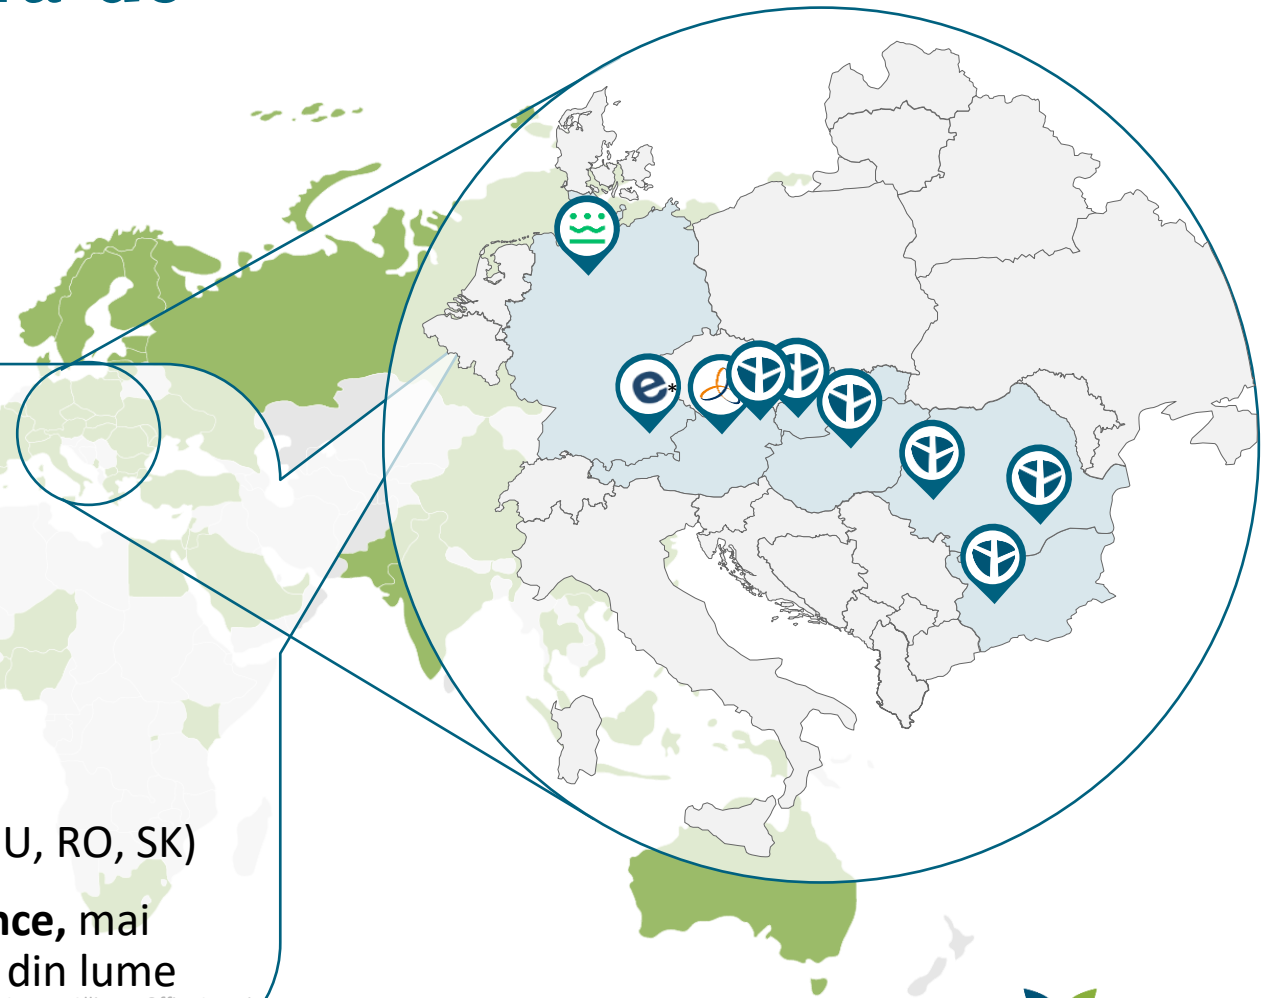 U, RO, SK)
nce, mai
din lume
e*